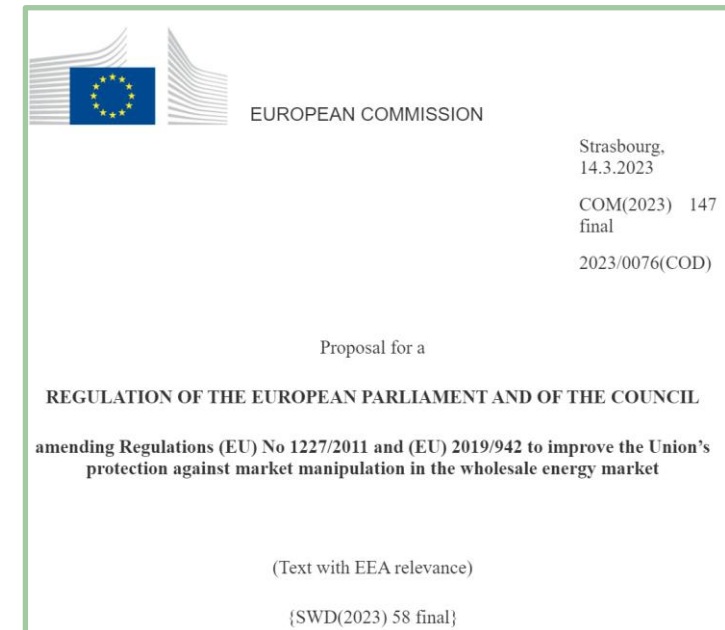 EUROPEAN COMMISSION
Strasbourg,
14.3.2023
COM(2023) 147
final
2023/0076(COD)
Proposal for a
REGULATION OF THE EUROPEAN PARLIAMENT AND OF THE COUNCIL
amending Regulations (EU) No 1227/2011 and (EU) 2019/942 to improve the Union’s
protection against market manipulation in the wholesale energy market
(Text with EEA relevance)
{SWD(2023) 58 final}